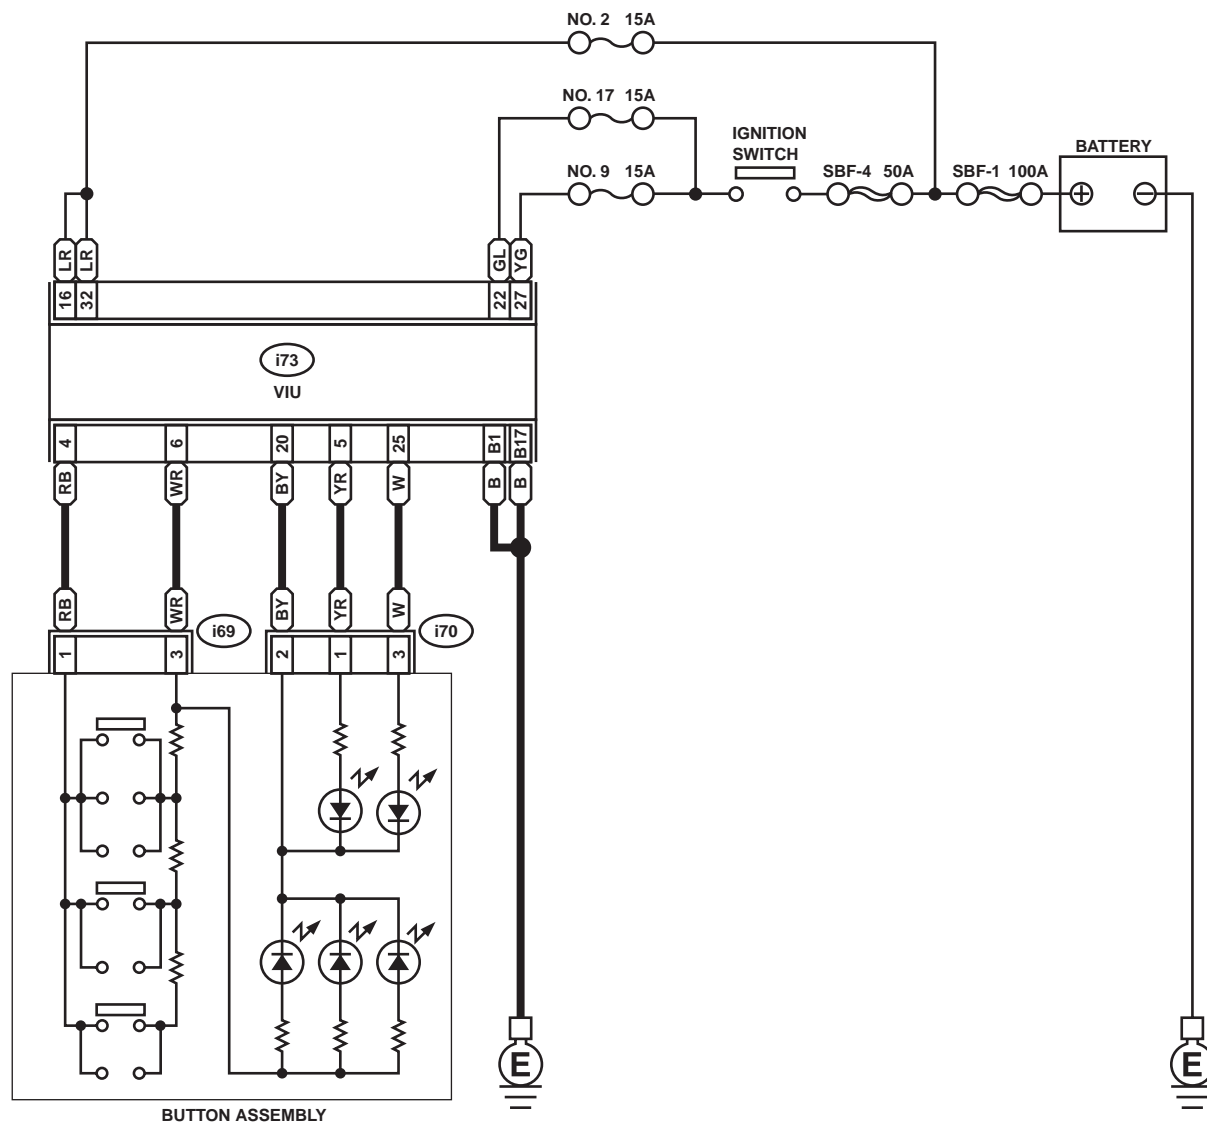 NO. 2 15A
NO. 17 15A
IGNITION
SWITCH
BATTERY
NO. 9 15A
SBF-4 50A
SBF-1 100A
LR
LR
GL
YG
16
32
22
27
i73
VIU
4
6
20
5
25
B1
B17
RB
WR
BY
YR
W
B
B
RB
WR
BY
YR
W
i69
i70
1
3
2
1
3
E
E
BUTTON ASSEMBLY